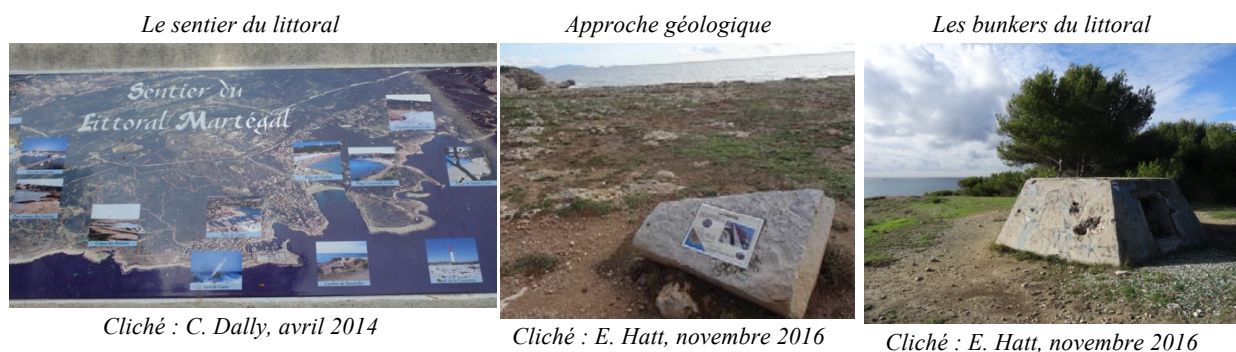 Le sentier du littoral
Approche géologique
Les bunkers du littoral
Sentier du
Littoral Martégal
Cliché : C. Dally, avril 2014
Cliché : E. Hatt, novembre 2016
Cliché : E. Hatt, novembre 2016